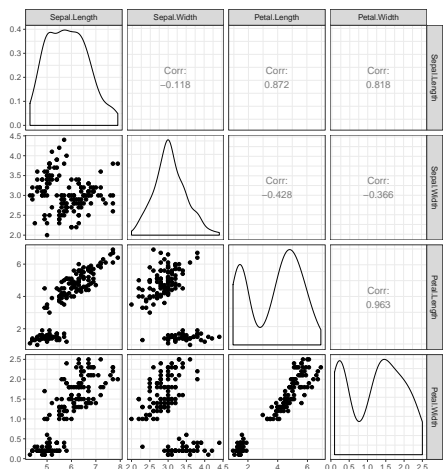 Sepal.Length Sepal.Width Petal.Length Petal.Width
0.4
0.3
0.2
0.1
0.0
Corr:
−0.118
Corr:
0.872
Corr:
0.818
Sepal.Length
4.5
4.0
3.5
3.0
2.5
2.0
Corr:
−0.428
Corr:
−0.366
Sepal.Width
6
4
2
Corr:
0.963
Petal.Length
2.5
2.0
1.5
1.0
0.5
0.0
Petal.Width
5 6 7 8
2.0 2.5 3.0 3.5 4.0 4.5
2 4 6
0.0 0.5 1.0 1.5 2.0 2.5